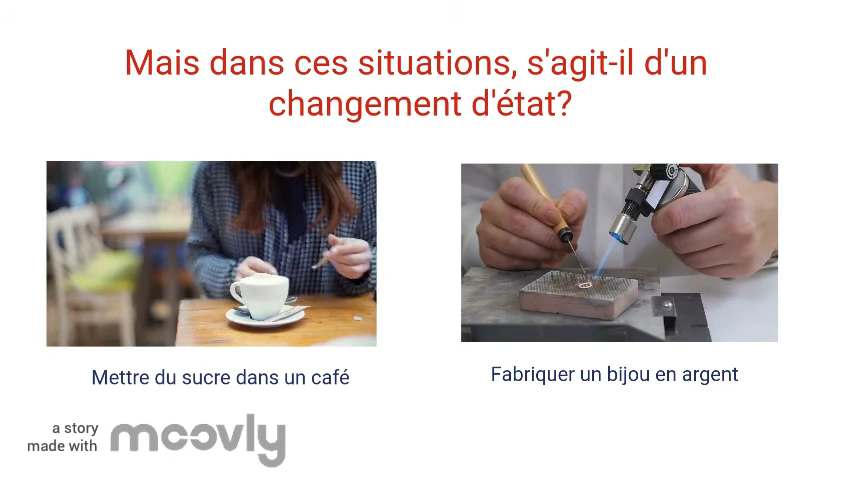 Mais dans ces situations, s'agit-il d'un
changement d'état?
Mettre du sucre dans un café
Fabriquer un bijou en argent
a story
made with
moovly